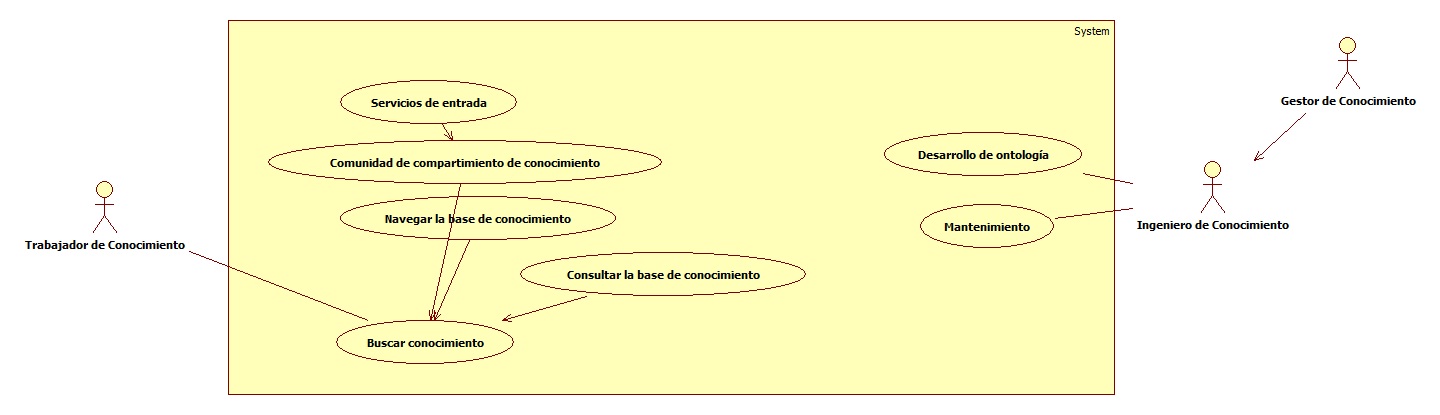 System
Gestor de Conocimiento
Servicios de entrada
Comunidad de compartimiento de conocimiento
Desarrollo de ontología
Navegar la base de conocimiento
Mantenimiento
Ingeniero de Conocimiento
Trabajador de Conocimiento
Consultar la base de conocimiento
Buscar conocimiento